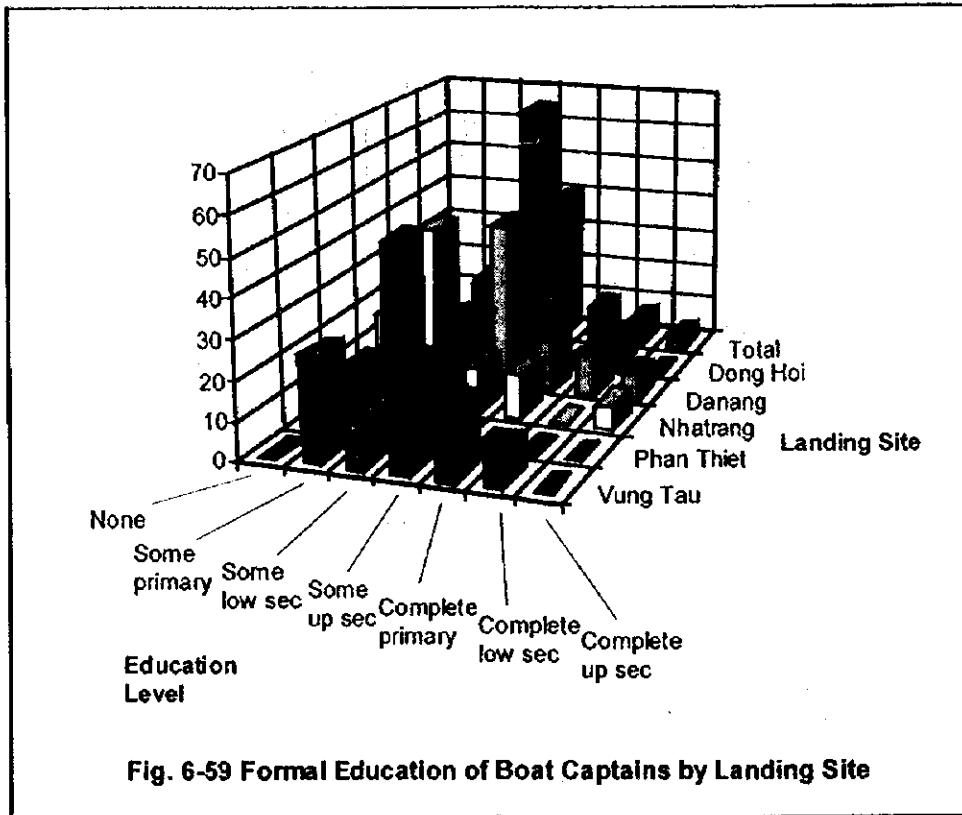 70
60
50
40
30
20
10
0
Total
Dong Hoi
Danang
Nhatrang
Phan Thiet
Vung Tau
Landing Site
None
Some
primary
Some
low sec
Some
up sec
Complete
primary
Complete
low sec
Complete
up sec
Education
Level
Fig. 6-59 Formal Education of Boat Captains by Landing Site